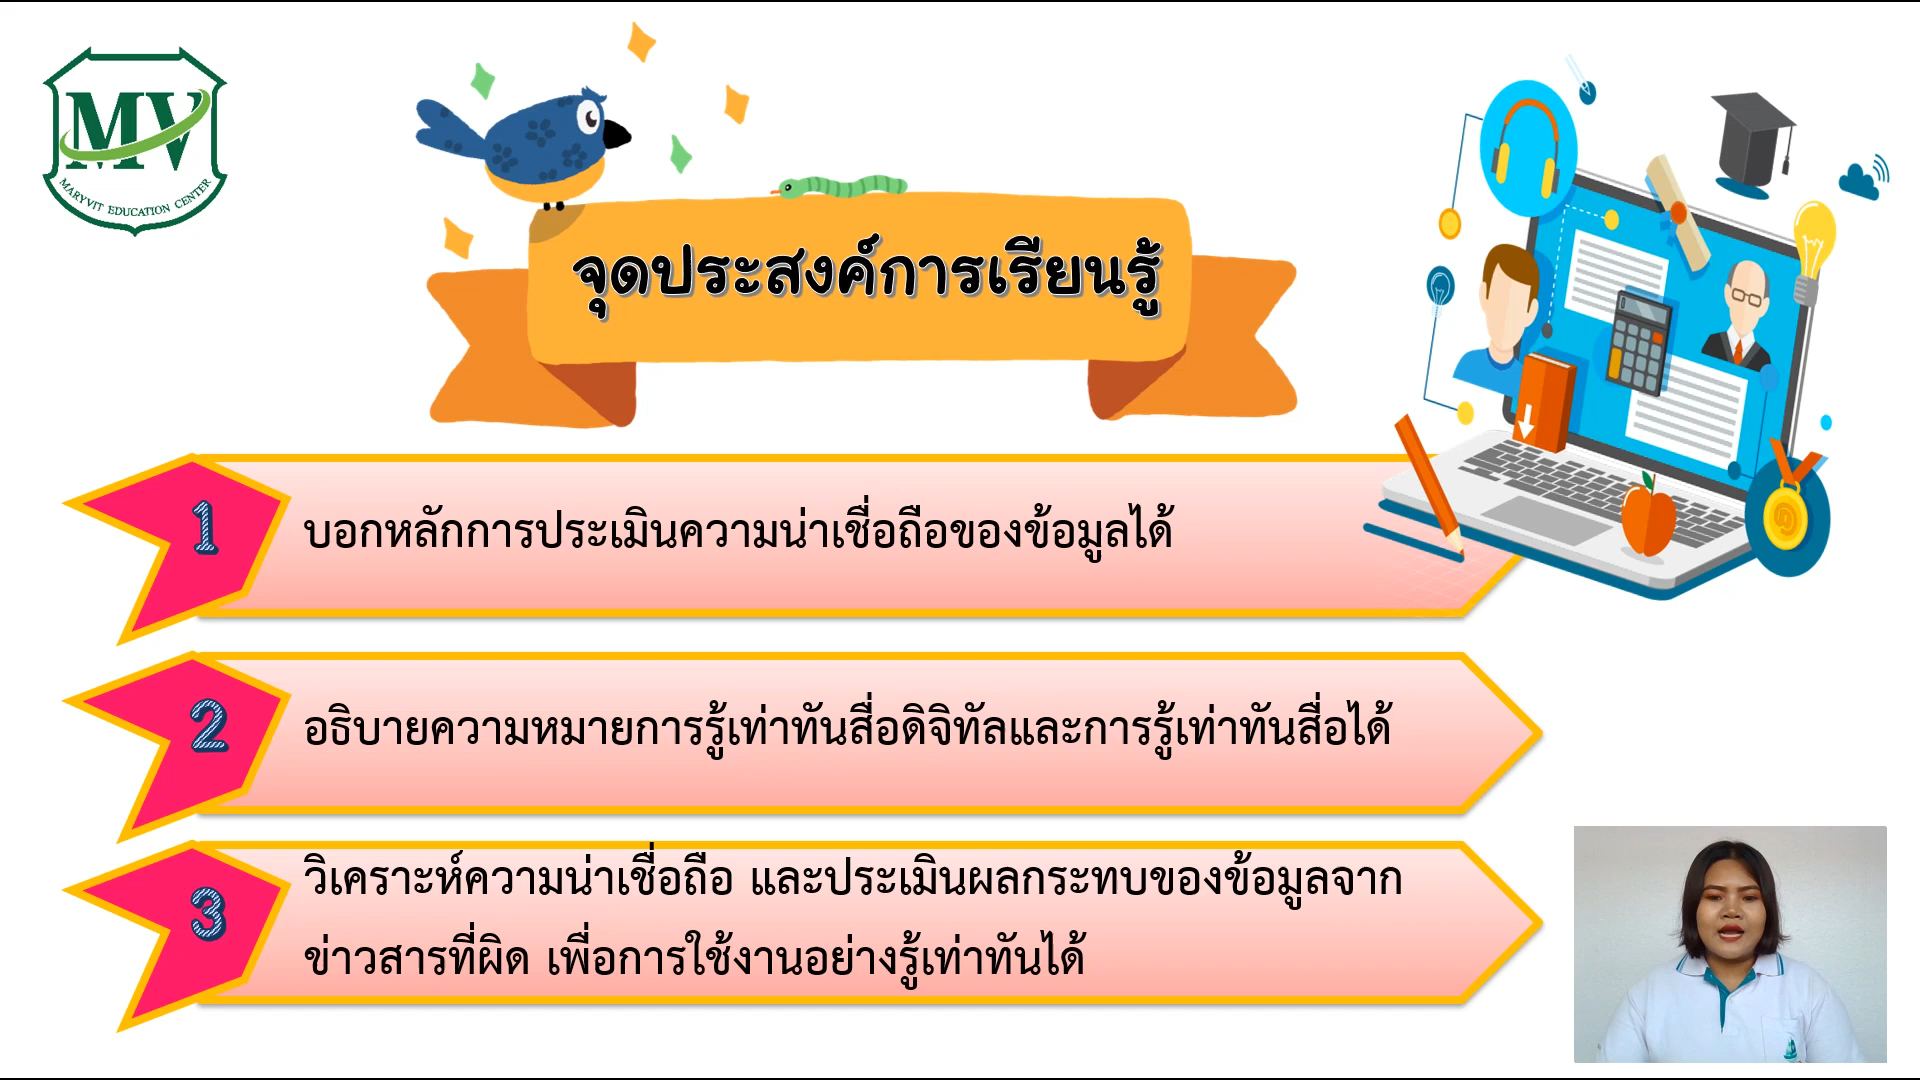 MV
MARYVIT EDUCATION CENTER
จุดประสงค์การเรียนรู้
1
บอกหลักการประเมินความน่าเชื่อถือของข้อมูลได้
2
อธิบายความหมายการรู้เท่าทันสื่อดิจิทัลและการรู้เท่าทันสื่อได้
3
วิเคราะห์ความน่าเชื่อถือ และประเมินผลกระทบของข้อมูลจาก
ข่าวสารที่ผิด เพื่อการใช้งานอย่างรู้เท่าทันได้